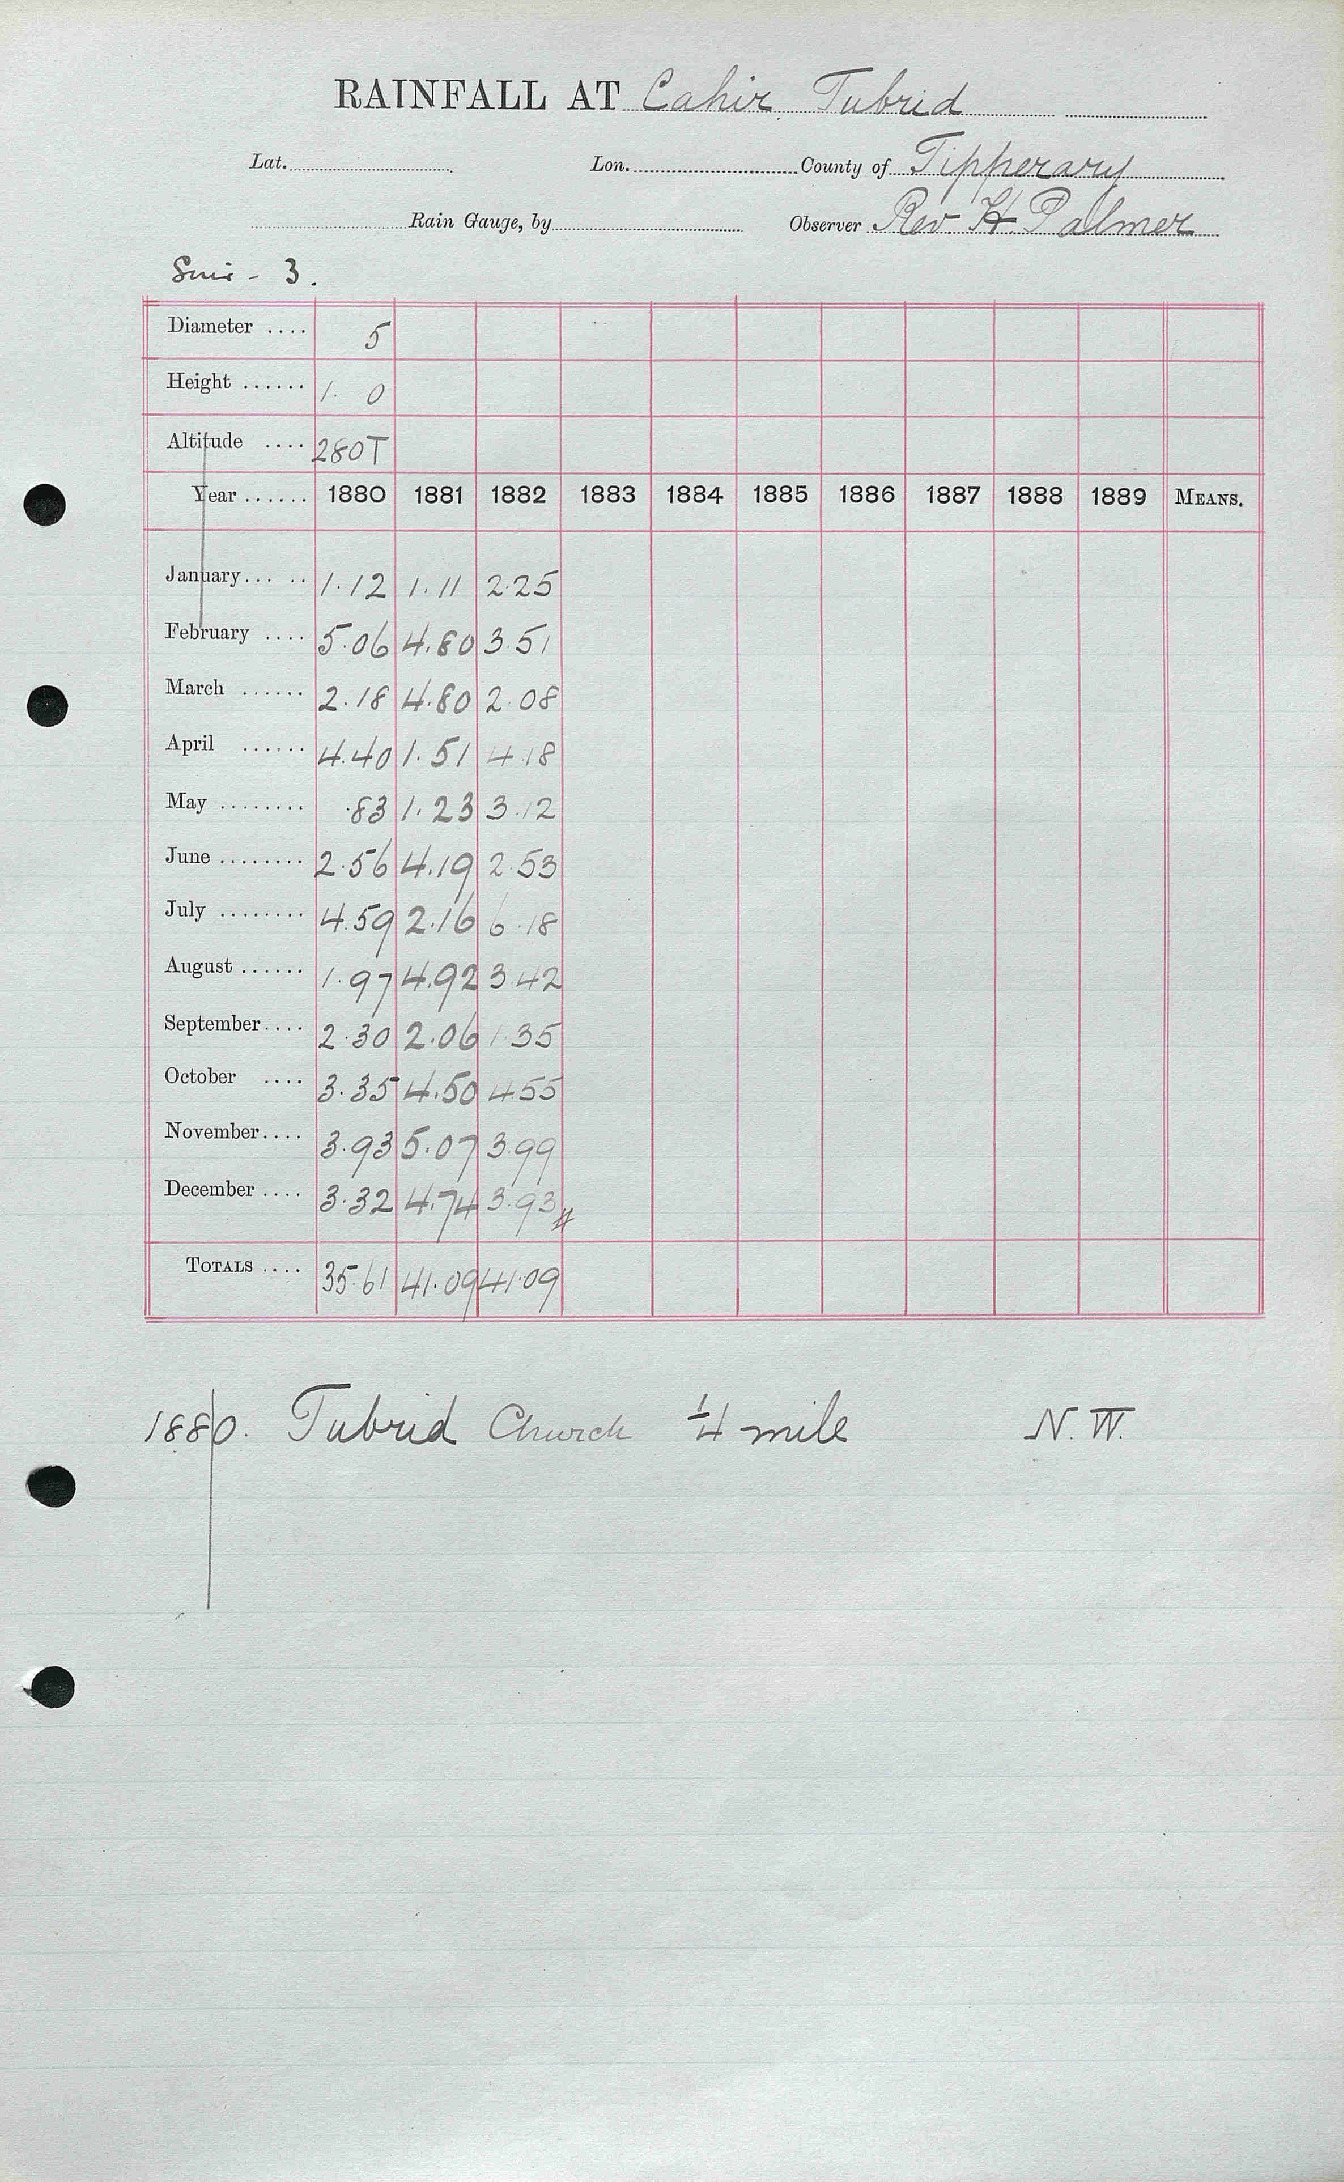 RAINFALL AT Cahir, Tubrid
Lat. Lon. County of Tipperary
Rain Gauge, by Observer Rev H. Palmer
3.
Diameter .... 5
Height ...... 1. 0
Altitude .... 280T
Year ...... 1880 1881 1882 1883 1884 1885 1886 1887 1888 1889 MEANS.
January... .. 1.12 1.11 2.25
February .... 5.06 4.80 3.51
March ...... 2.18 4.80 2.08
April ...... 4.40 1.51 4.18
May ........ .83 1.23 3.12
June ........ 2.56 4.19 2.53
July ........ 4.59 2.16 6.18
August ...... 1.97 4.92 3.42
September.... 2.30 2.06 1.35
October .... 3.35 4.50 4.55
November.... 3.93 5.07 3.99
December .... 3.32 4.74 3.93
TOTALS .... 35.61 41.09 41.09
1880. Tubrid Church ¼ mile N.W.